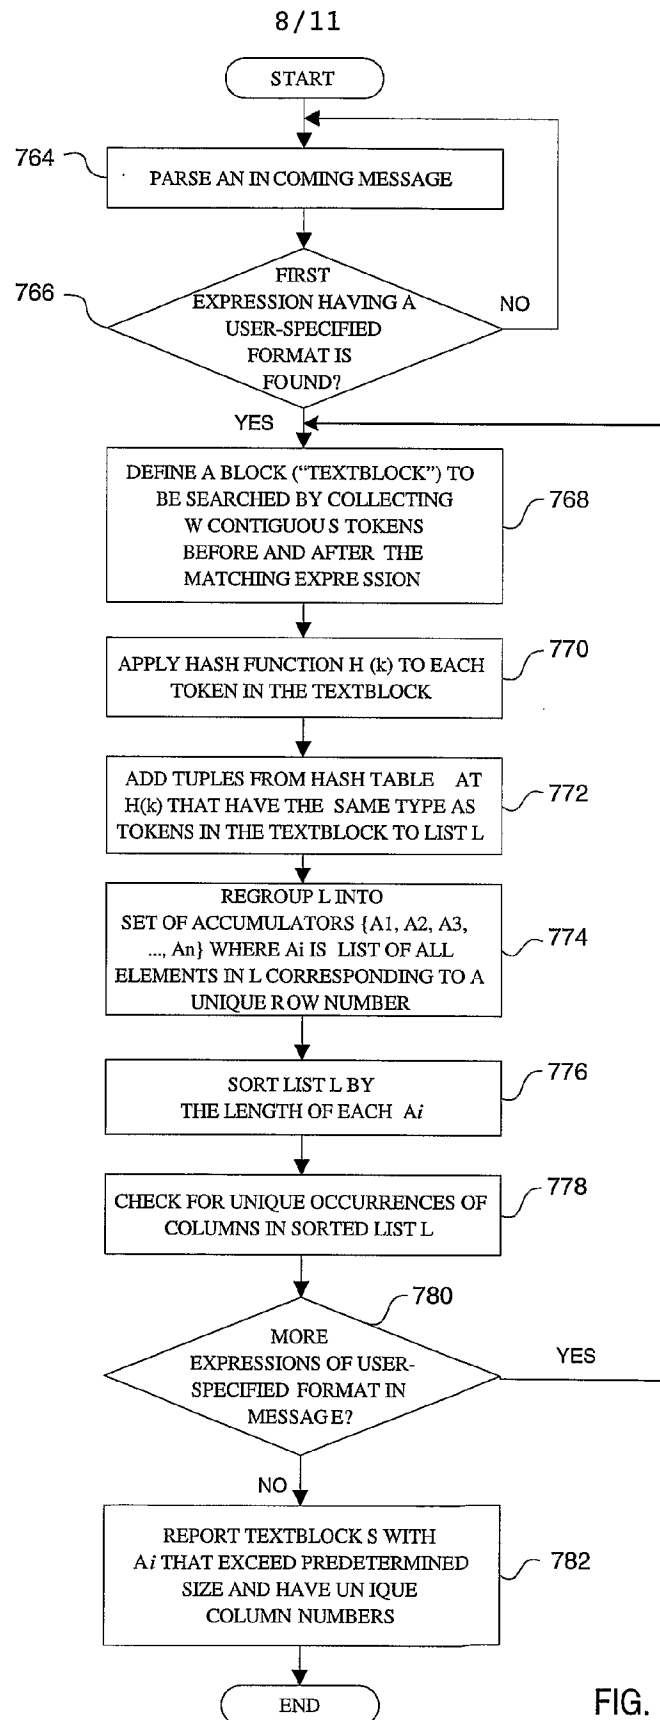 8/11
START
764
PARSE AN IN COMING MESSAGE
766
FIRST
EXPRESSION HAVING A
USER-SPECIFIED
FORMAT IS
FOUND?
NO
YES
DEFINE A BLOCK ("TEXTBLOCK") TO
BE SEARCHED BY COLLECTING
W CONTIGUOU S TOKENS
BEFORE AND AFTER THE
MATCHING EXPRE SSION
768
APPLY HASH FUNCTION H (k) TO EACH
TOKEN IN THE TEXTBLOCK
770
ADD TUPLES FROM HASH TABLE AT
H(k) THAT HAVE THE SAME TYPE AS
TOKENS IN THE TEXTBLOCK TO LIST L
772
REGROUP L INTO
SET OF ACCUMULATORS {A1, A2, A3,
..., An} WHERE Ai IS LIST OF ALL
ELEMENTS IN L CORRESPONDING TO A
UNIQUE ROW NUMBER
774
SORT LIST L BY
THE LENGTH OF EACH Ai
776
CHECK FOR UNIQUE OCCURRENCES OF
COLUMNS IN SORTED LIST L
778
780
MORE
EXPRESSIONS OF USER-
SPECIFIED FORMAT IN
MESSAGE?
YES
NO
REPORT TEXTBLOCK S WITH
Ai THAT EXCEED PREDETERMINED
SIZE AND HAVE UN IQUE
COLUMN NUMBERS
782
END
FIG.